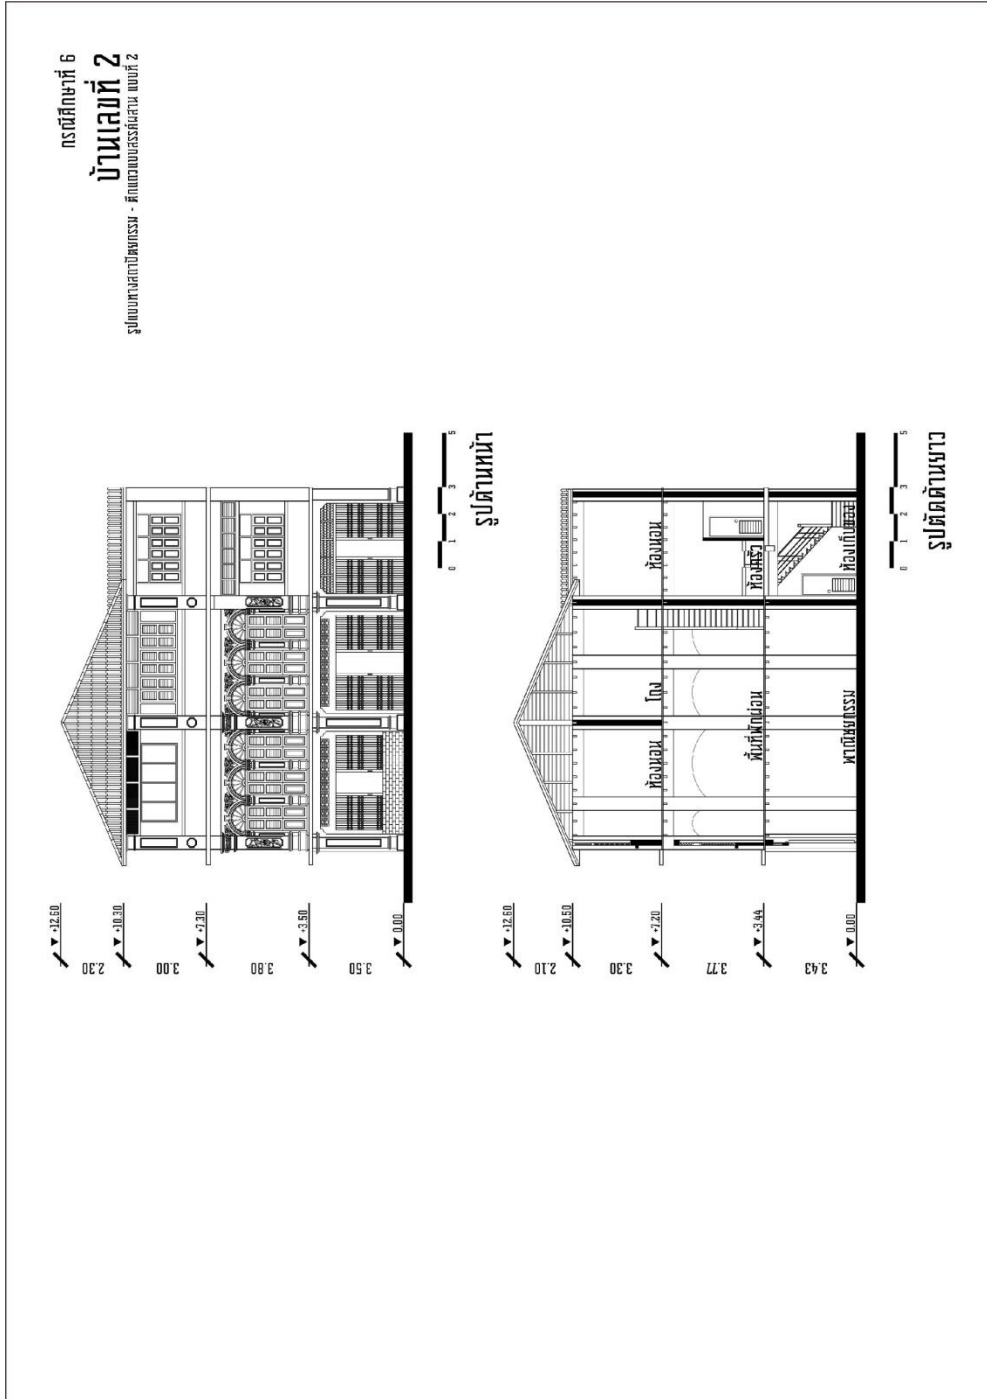 กรณีศึกษาที่ 6
บ้านเลขที่ 2
รูปแบบทางสถาปัตยกรรม - ตึกแถวแบบสรรค์ผสาน แบบที่ 2
+12.60
2.30
+10.30
3.00
+7.30
3.80
+3.50
3.50
0.00
0 1 2 3 5
รูปด้านหน้า
+12.60
2.10
+10.50
3.30
+7.20
3.77
+3.44
3.43
0.00
ห้องนอน
โถง
ห้องนอน
พื้นที่พักผ่อน
ห้องครัว
พาณิชยกรรม
ห้องเก็บของ
0 1 2 3 5
รูปตัดด้านยาว